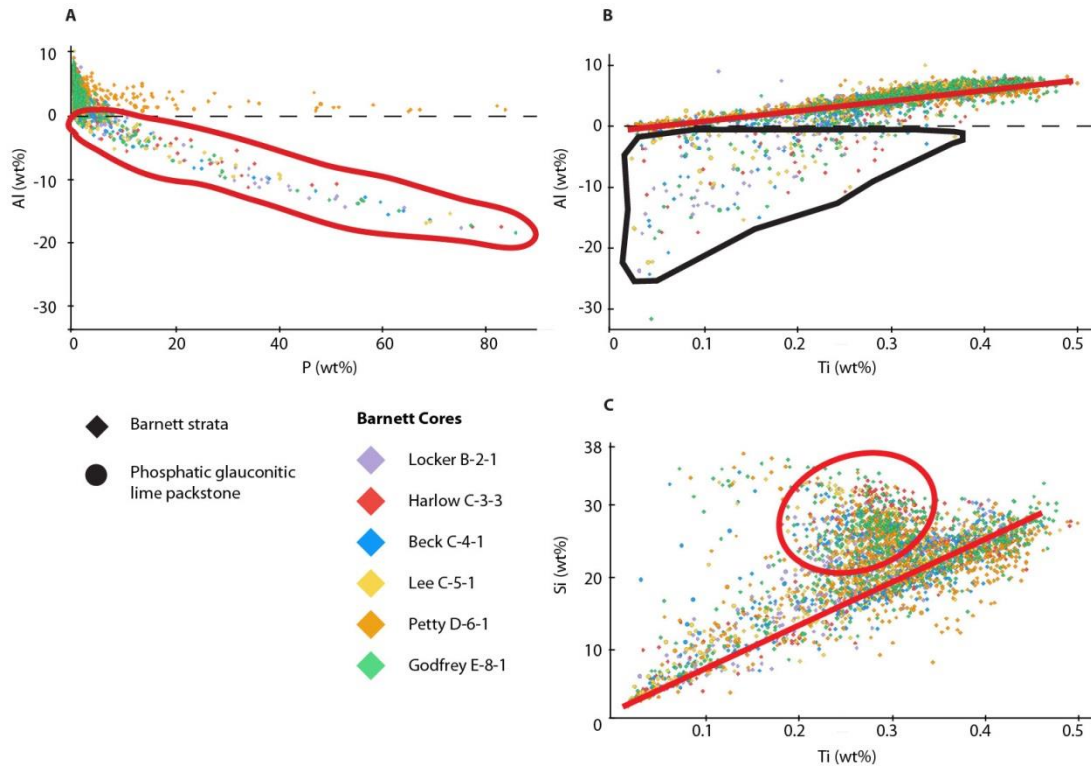 A
10
0
-10
-20
-30
Al (wt%)
0
20
40
60
80
P (wt%)
B
10
0
-10
-20
-30
Al (wt%)
0
0.1
0.2
0.3
0.4
0.5
Ti (wt%)
Barnett strata
Phosphatic glauconitic
lime packstone
Barnett Cores
Locker B-2-1
Harlow C-3-3
Beck C-4-1
Lee C-5-1
Petty D-6-1
Godfrey E-8-1
C
38
30
20
10
0
Si (wt%)
0.1
0.2
0.3
0.4
0.5
Ti (wt%)